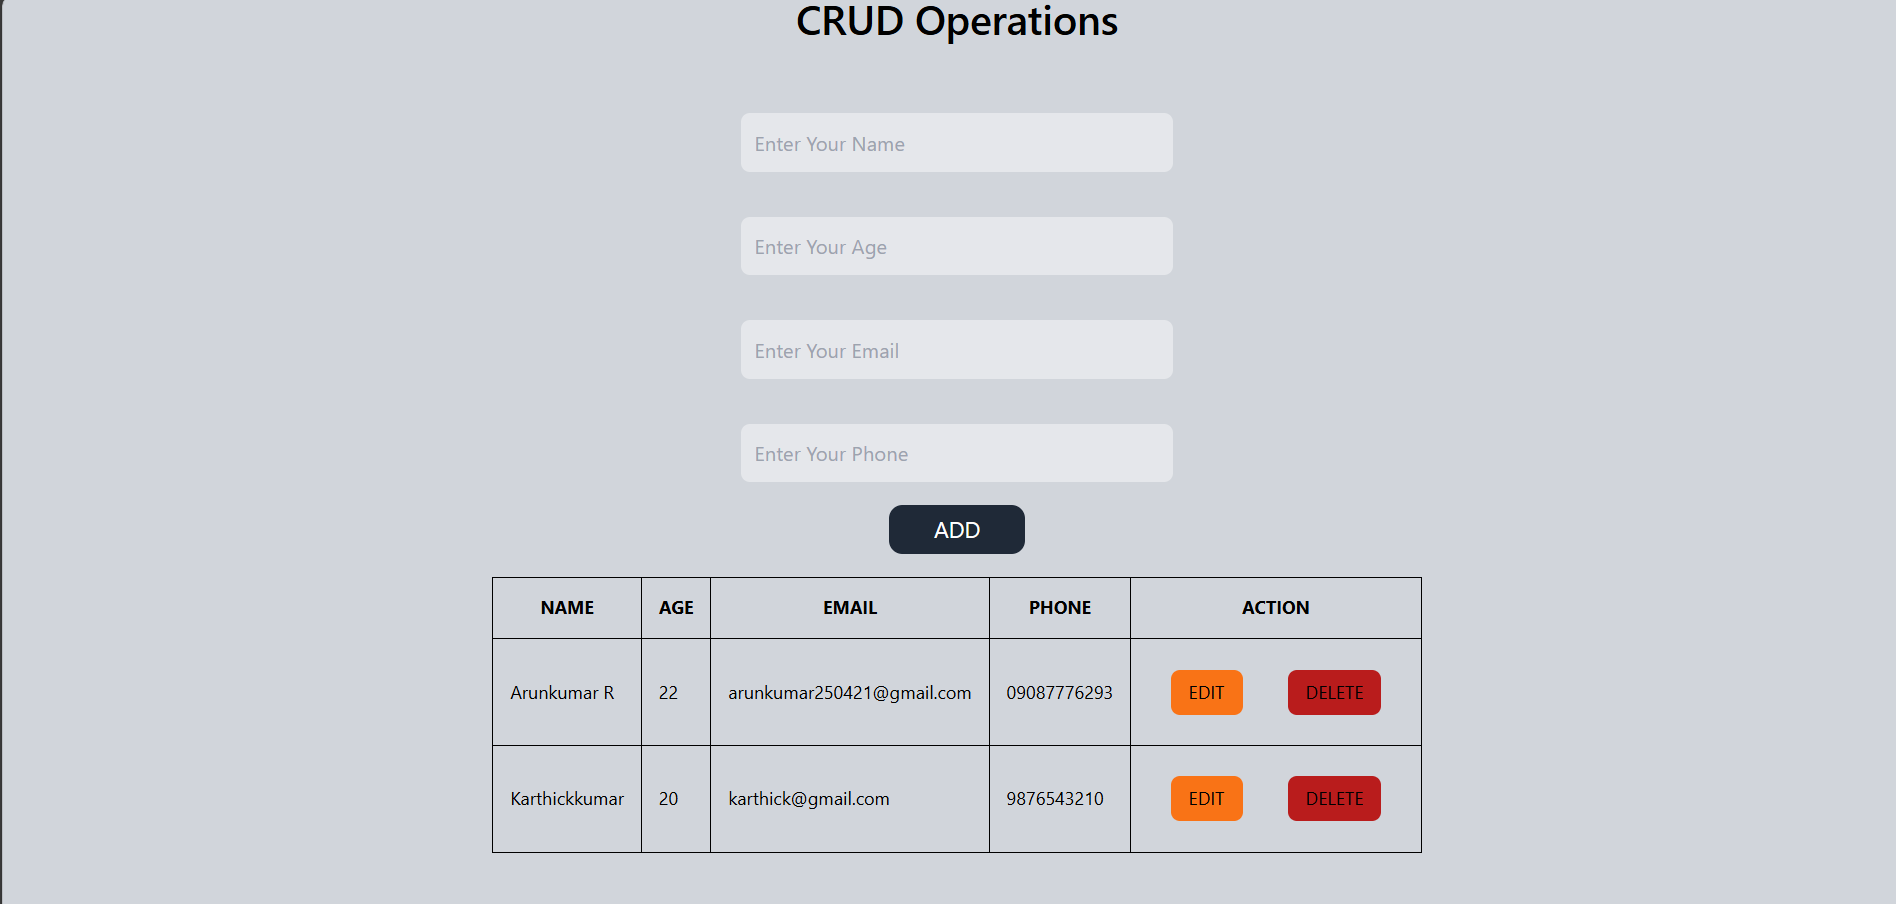 CRUD Operations
Enter Your Name
Enter Your Age
Enter Your Email
Enter Your Phone
ADD
NAME AGE EMAIL PHONE ACTION
Arunkumar R 22 arunkumar250421@gmail.com 09087776293 EDIT DELETE
Karthickkumar 20 karthick@gmail.com 9876543210 EDIT DELETE